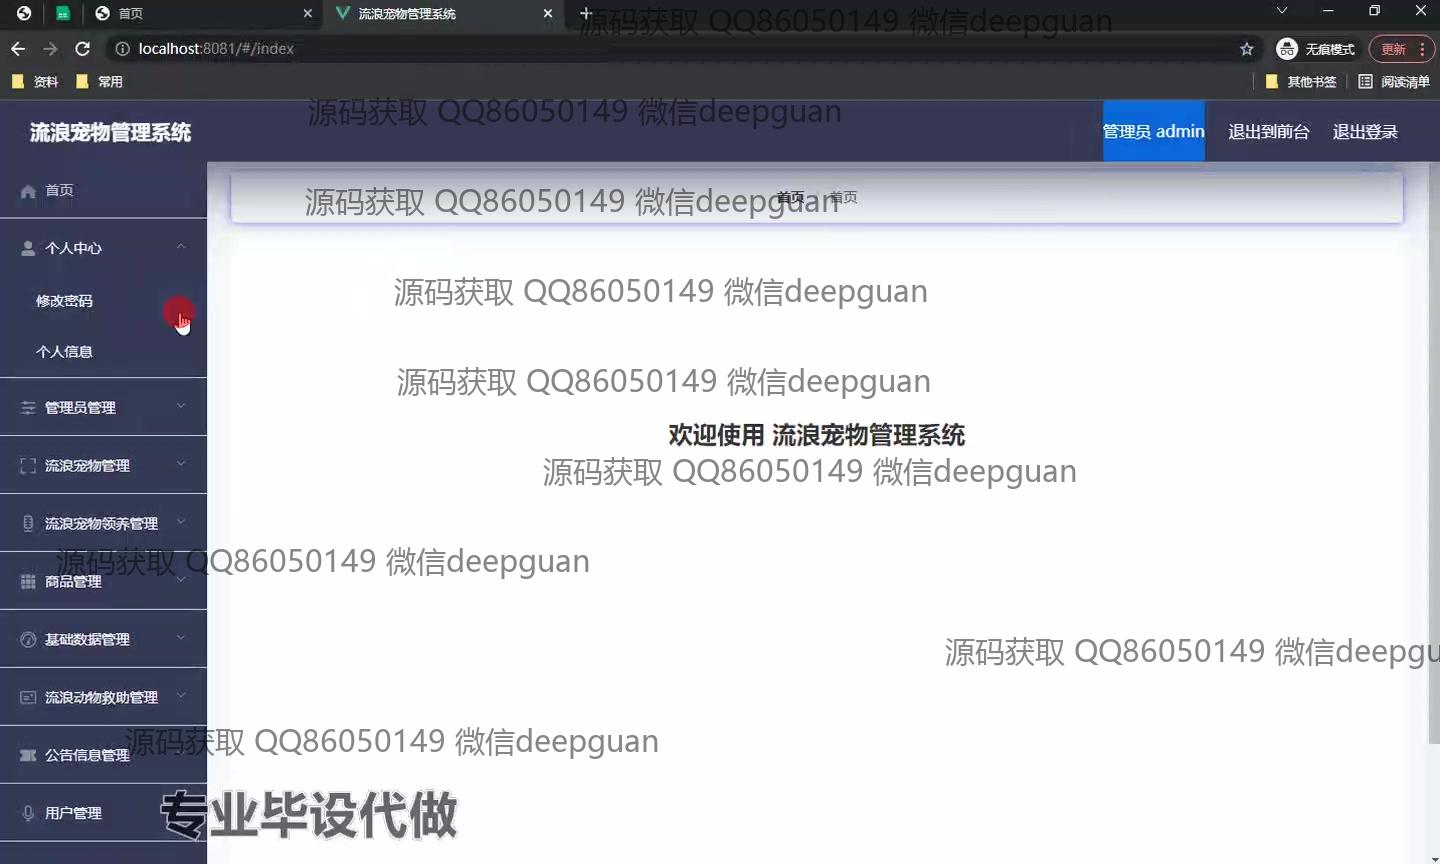 首页
流浪宠物管理系统
源码获取 QQ86050149 微信deepguan
localhost:8081/#/index
无痕模式
更新
资料
常用
其他书签
阅读清单
源码获取 QQ86050149 微信deepguan
流浪宠物管理系统
管理员 admin
退出到前台
退出登录
首页
源码获取 QQ86050149 微信deepguan
首页
首页
个人中心
源码获取 QQ86050149 微信deepguan
修改密码
个人信息
源码获取 QQ86050149 微信deepguan
管理员管理
欢迎使用 流浪宠物管理系统
流浪宠物管理
源码获取 QQ86050149 微信deepguan
流浪宠物领养管理
源码获取 QQ86050149 微信deepguan
商品管理
基础数据管理
源码获取 QQ86050149 微信deepgu
流浪动物救助管理
源码获取 QQ86050149 微信deepguan
公告信息管理
用户管理
专业毕设代做